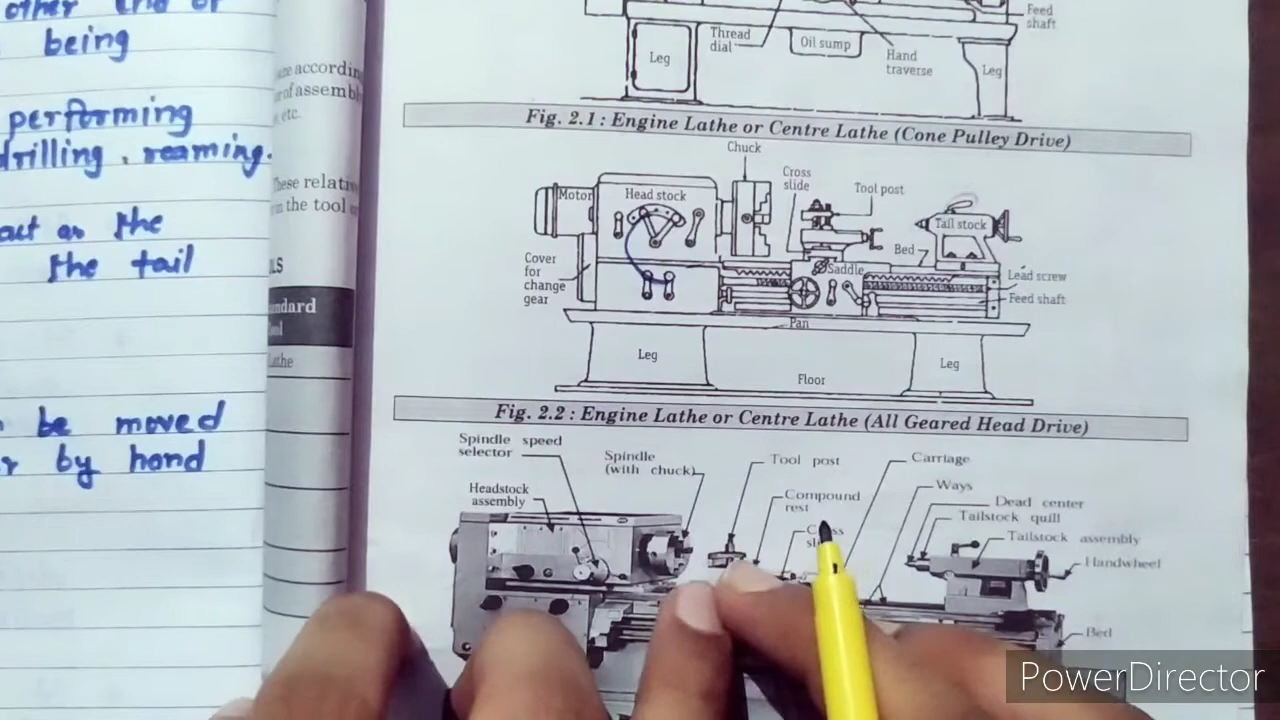 being
performing
drilling, reaming.
act as the
the tail
be moved
by hand
etc.
These relativ
the tool
LS
Lathe
Feed
shaft
Thread
dial
Oil sump
Hand
traverse
Leg
Leg
Fig. 2.1 : Engine Lathe or Centre Lathe (Cone Pulley Drive)
Chuck
Cross
slide
Tool post
Motor
Head stock
Tail stock
Bed
Cover
for
change
gear
Saddle
Lead screw
Feed shaft
Pan
Leg
Leg
Floor
Fig. 2.2 : Engine Lathe or Centre Lathe (All Geared Head Drive)
Spindle speed
selector
Spindle
(with chuck)
Tool post
Carriage
Headstock
assembly
Compound
rest
Ways
Dead center
Tailstock quill
Tailstock assembly
Handwheel
Bed
PowerDirector